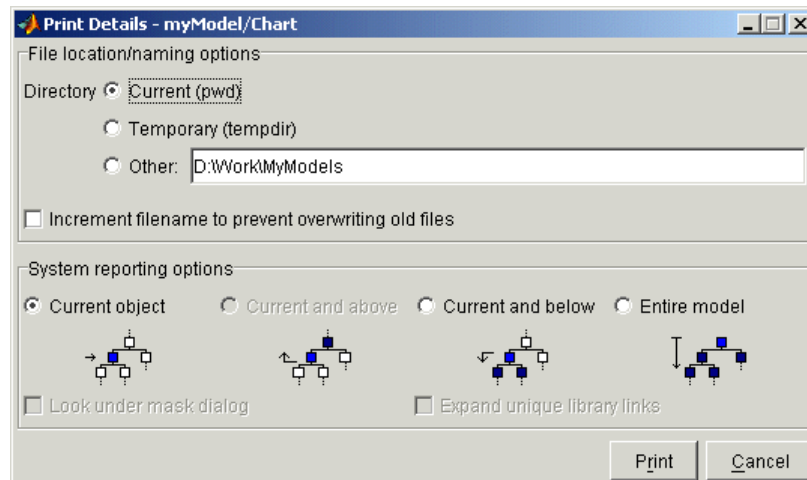 Print Details - myModel/Chart
File location/naming options
Directory Current (pwd)
Temporary (tempdir)
Other: D:\Work\MyModels
Increment filename to prevent overwriting old files
System reporting options
Current object Current and above Current and below Entire model
Look under mask dialog Expand unique library links
Print Cancel